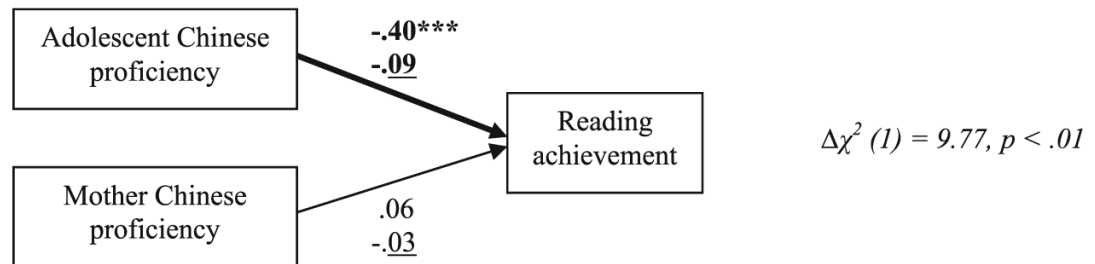 Adolescent Chinese
proficiency
-.40***
-.09
Reading
achievement
Δχ² (1) = 9.77, p < .01
Mother Chinese
proficiency
.06
-.03